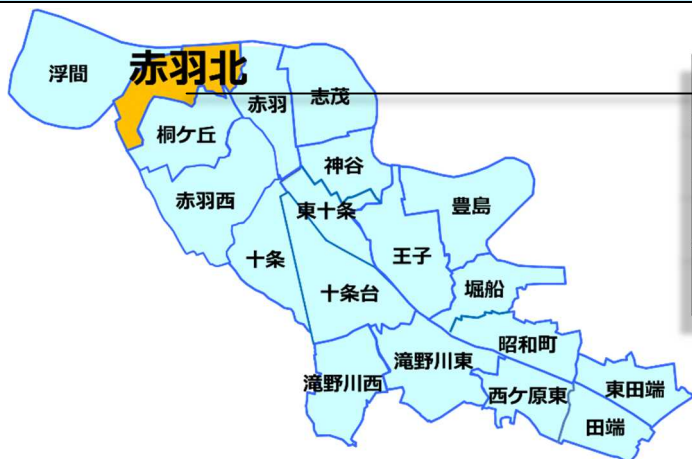 赤羽北
浮間
赤羽
志茂
桐ケ丘
神谷
赤羽西
東十条
豊島
十条
王子
十条台
堀船
昭和町
滝野川東
滝野川西
西ケ原東
東田端
田端